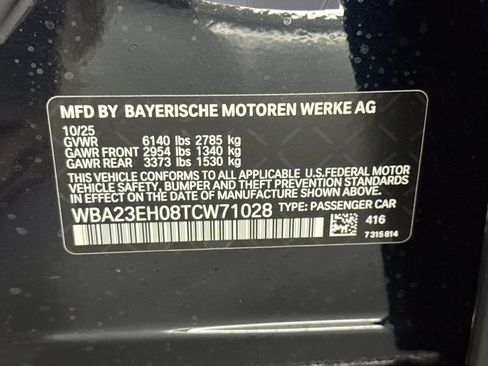 MFD BY BAYERISCHE MOTOREN WERKE AG
10/25
GVWR 6140 lbs 2785 kg
GAWR FRONT 2954 lbs 1340 kg
GAWR REAR 3373 lbs 1530 kg
THIS VEHICLE CONFORMS TO ALL APPLICABLE U.S.FEDERAL MOTOR
VEHICLE SAFETY, BUMPER AND THEFT PREVENTION STANDARDS
IN EFFECT ON THE DATE OF MANUFACTURE SHOWN ABOVE.
WBA23EH08TCW71028 TYPE: PASSENGER CAR
416
7315814